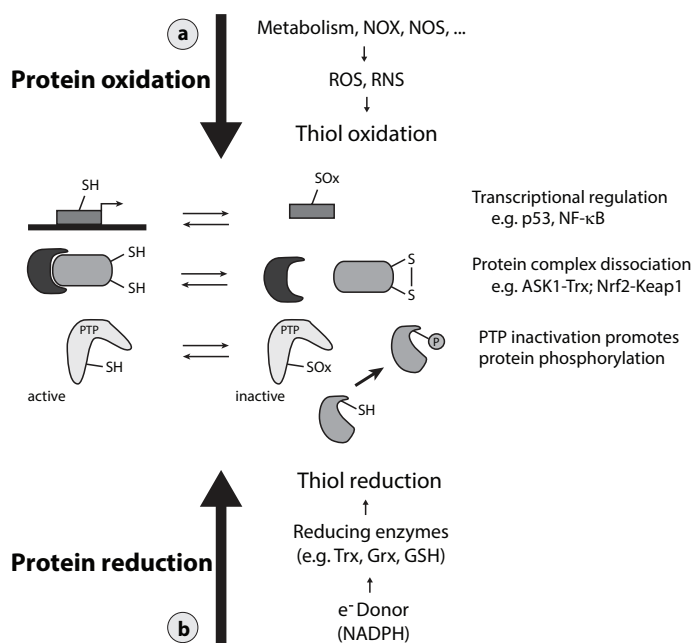 a
Metabolism, NOX, NOS, ...
Protein oxidation
ROS, RNS
Thiol oxidation
SH
SOx
Transcriptional regulation
e.g. p53, NF-κB
SH
SH
S
S
Protein complex dissociation
e.g. ASK1-Trx; Nrf2-Keap1
PTP
SH
active
PTP
SOx
inactive
P
SH
PTP inactivation promotes
protein phosphorylation
Thiol reduction
Reducing enzymes
(e.g. Trx, Grx, GSH)
Protein reduction
e⁻ Donor
(NADPH)
b